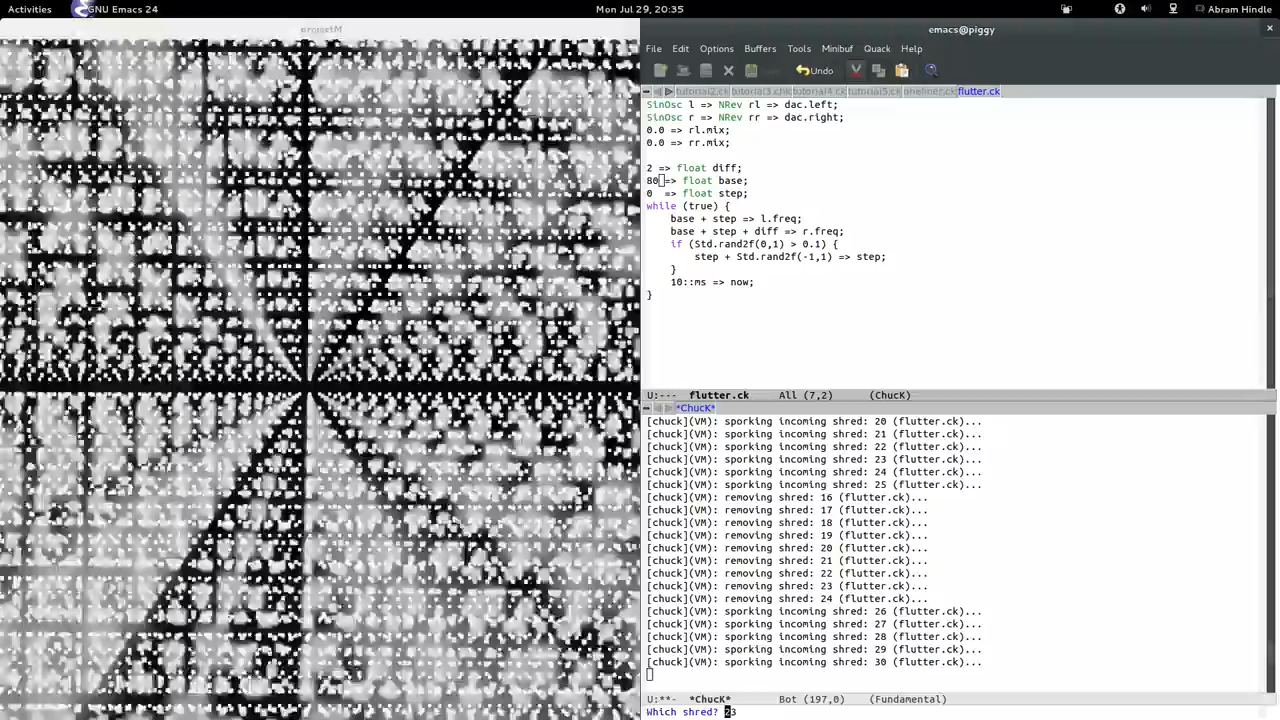 Activities GNU Emacs 24 Mon Jul 29, 20:35 Abram Hindle
projectM
emacs@piggy
File Edit Options Buffers Tools Minibuf Quack Help
Undo
tutorial2.ck tutorial3.ck tutorial4.ck tutorial5.ck oneliner.ck flutter.ck
SinOsc l => NRev rl => dac.left;
SinOsc r => NRev rr => dac.right;
0.0 => rl.mix;
0.0 => rr.mix;
2 => float diff;
80 => float base;
0 => float step;
while (true) {
base + step => l.freq;
base + step + diff => r.freq;
if (Std.rand2f(0,1) > 0.1) {
step + Std.rand2f(-1,1) => step;
}
10::ms => now;
}
U:--- flutter.ck All (7,2) (ChucK)
*ChucK*
[chuck](VM): sporking incoming shred: 20 (flutter.ck)...
[chuck](VM): sporking incoming shred: 21 (flutter.ck)...
[chuck](VM): sporking incoming shred: 22 (flutter.ck)...
[chuck](VM): sporking incoming shred: 23 (flutter.ck)...
[chuck](VM): sporking incoming shred: 24 (flutter.ck)...
[chuck](VM): sporking incoming shred: 25 (flutter.ck)...
[chuck](VM): removing shred: 16 (flutter.ck)...
[chuck](VM): removing shred: 17 (flutter.ck)...
[chuck](VM): removing shred: 18 (flutter.ck)...
[chuck](VM): removing shred: 19 (flutter.ck)...
[chuck](VM): removing shred: 20 (flutter.ck)...
[chuck](VM): removing shred: 21 (flutter.ck)...
[chuck](VM): removing shred: 22 (flutter.ck)...
[chuck](VM): removing shred: 23 (flutter.ck)...
[chuck](VM): removing shred: 24 (flutter.ck)...
[chuck](VM): sporking incoming shred: 26 (flutter.ck)...
[chuck](VM): sporking incoming shred: 27 (flutter.ck)...
[chuck](VM): sporking incoming shred: 28 (flutter.ck)...
[chuck](VM): sporking incoming shred: 29 (flutter.ck)...
[chuck](VM): sporking incoming shred: 30 (flutter.ck)...
U:**- *ChucK* Bot (197,0) (Fundamental)
Which shred? 23